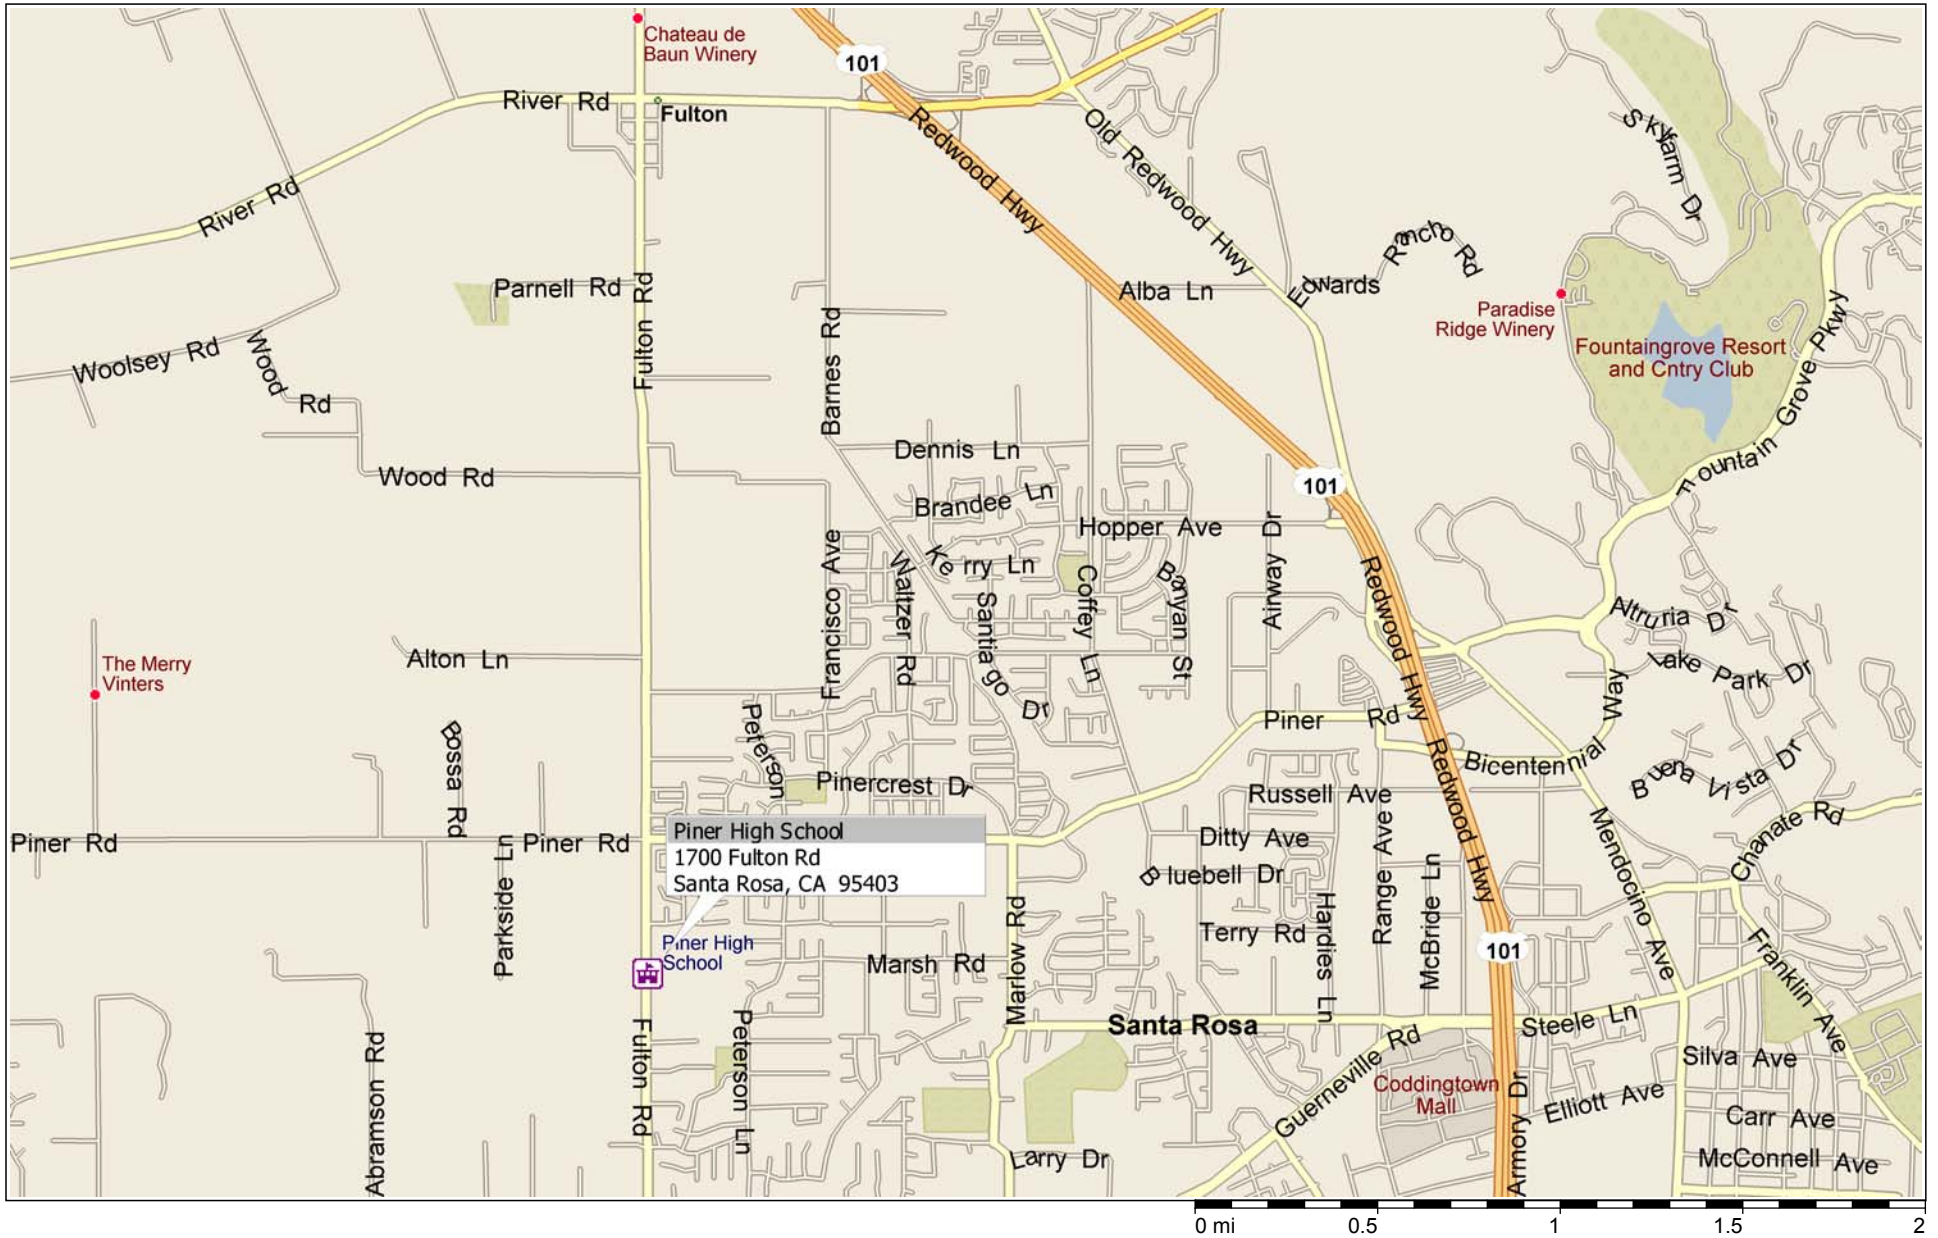 Chateau de
Baun Winery
101
River Rd
Fulton
Redwood Hwy
Old Redwood Hwy
Skyfarm Dr
River Rd
Edwards Rancho Rd
Parnell Rd
Fulton Rd
Alba Ln
Paradise
Ridge Winery
Fountaingrove Resort
and Cntry Club
Fountain Grove Pkwy
Woolsey Rd
Wood Rd
Barnes Rd
Wood Rd
Dennis Ln
Brandee Ln
101
Hopper Ave
Airway Dr
Francisco Ave
Waltzer Rd
Kerry Ln
Santiago Dr
Coffey Ln
Banyan St
Redwood Hwy
Altruria Dr
Lake Park Dr
The Merry
Vinters
Alton Ln
Bossa Rd
Peterson
Piner Rd
Bicentennial Way
Buena Vista Dr
Pinercrest Dr
Russell Ave
Redwood Hwy
Mendocino Ave
Chanate Rd
Piner Rd
Piner Rd
Parkside Ln
Piner High School
1700 Fulton Rd
Santa Rosa, CA 95403
Ditty Ave
Bluebell Dr
Range Ave
McBride Ln
Hardies Ln
Terry Rd
Marlow Rd
Marsh Rd
Piner High
School
101
Franklin Ave
Fulton Rd
Peterson Ln
Abramson Rd
Santa Rosa
Steele Ln
Guerneville Rd
Coddingtown
Mall
Armory Dr
Silva Ave
Elliott Ave
Carr Ave
McConnell Ave
Larry Dr
0 mi 0.5 1 1.5 2